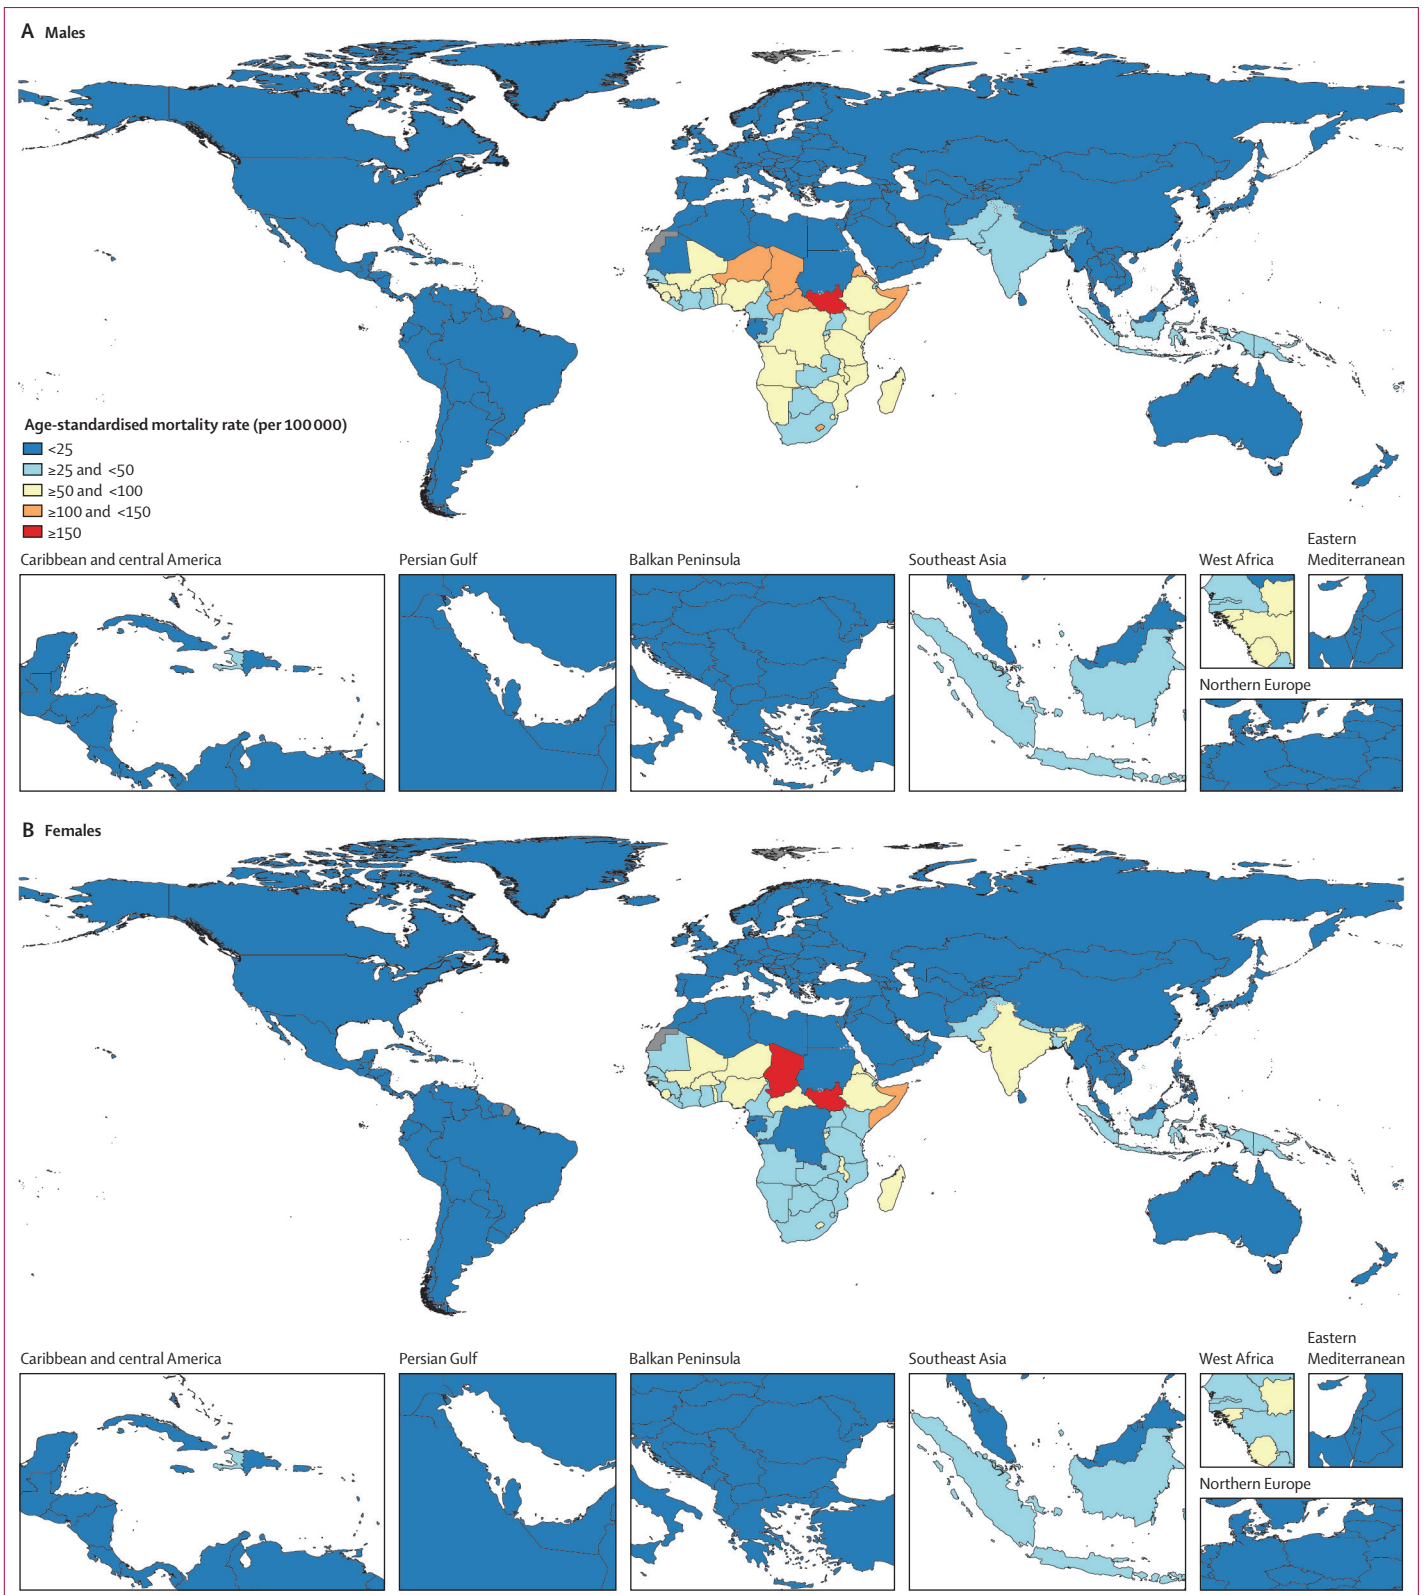 A Males
Age-standardised mortality rate (per 100 000)
<25
≥25 and <50
≥50 and <100
≥100 and <150
≥150
Caribbean and central America
Persian Gulf
Balkan Peninsula
Southeast Asia
West Africa
Eastern
Mediterranean
Northern Europe
B Females
Caribbean and central America
Persian Gulf
Balkan Peninsula
Southeast Asia
West Africa
Eastern
Mediterranean
Northern Europe